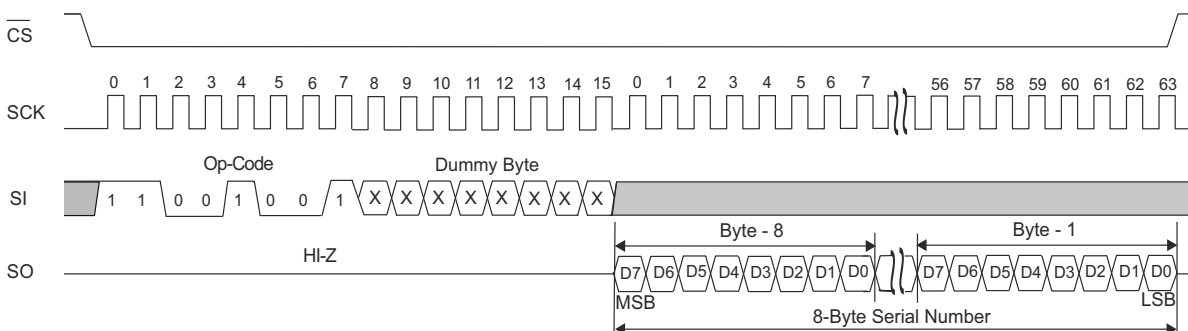 CS
0 1 2 3 4 5 6 7 8 9 10 11 12 13 14 15 0 1 2 3 4 5 6 7 56 57 58 59 60 61 62 63
SCK
Op-Code Dummy Byte
SI 1 1 0 0 1 0 0 1 X X X X X X X X
HI-Z Byte - 8 Byte - 1
SO D7 D6 D5 D4 D3 D2 D1 D0 D7 D6 D5 D4 D3 D2 D1 D0
MSB LSB
8-Byte Serial Number